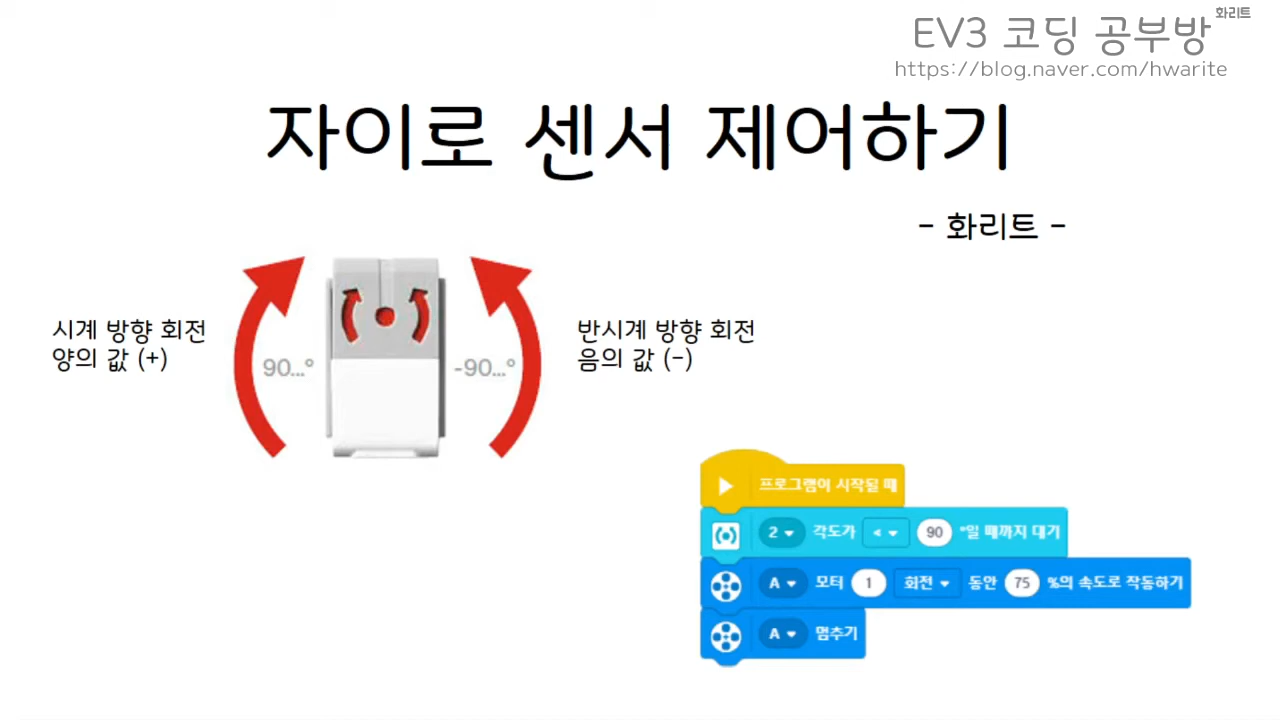 화리트
EV3 코딩 공부방
https://blog.naver.com/hwarite
자이로 센서 제어하기
- 화리트 -
시계 방향 회전
양의 값 (+)
90...°
-90...°
반시계 방향 회전
음의 값 (-)
프로그램이 시작될 때
2 각도가 < 90 °일 때까지 대기
A 모터 1 회전 동안 75 %의 속도로 작동하기
A 멈추기